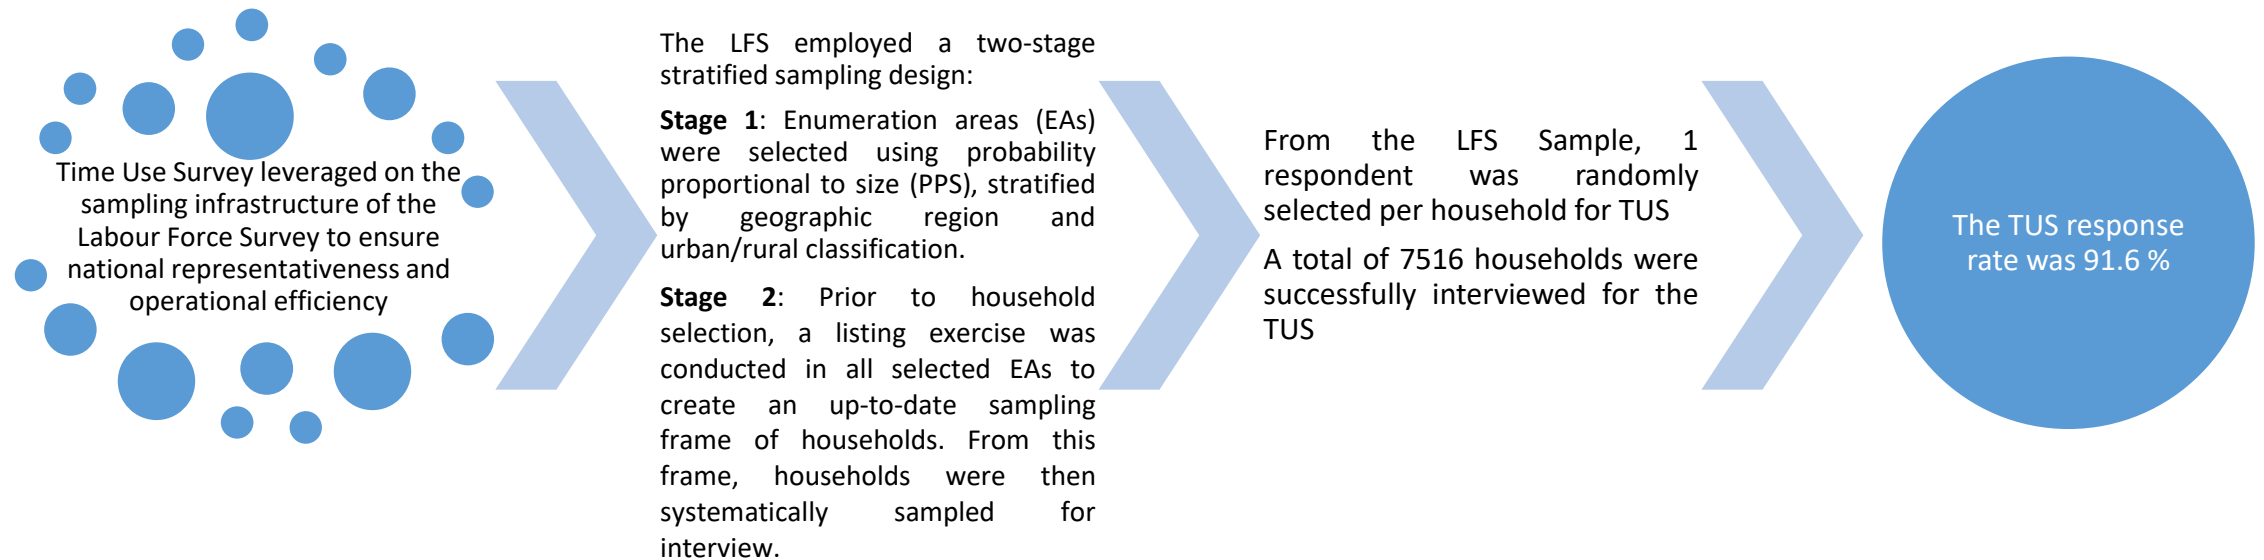 Time Use Survey leveraged on the
sampling infrastructure of the
Labour Force Survey to ensure
national representativeness and
operational efficiency
The LFS employed a two-stage
stratified sampling design:
Stage 1: Enumeration areas (EAs)
were selected using probability
proportional to size (PPS), stratified
by geographic region and
urban/rural classification.
Stage 2: Prior to household
selection, a listing exercise was
conducted in all selected EAs to
create an up-to-date sampling
frame of households. From this
frame, households were then
systematically sampled for
interview.
From the LFS Sample, 1
respondent was randomly
selected per household for TUS
A total of 7516 households were
successfully interviewed for the
TUS
The TUS response
rate was 91.6 %